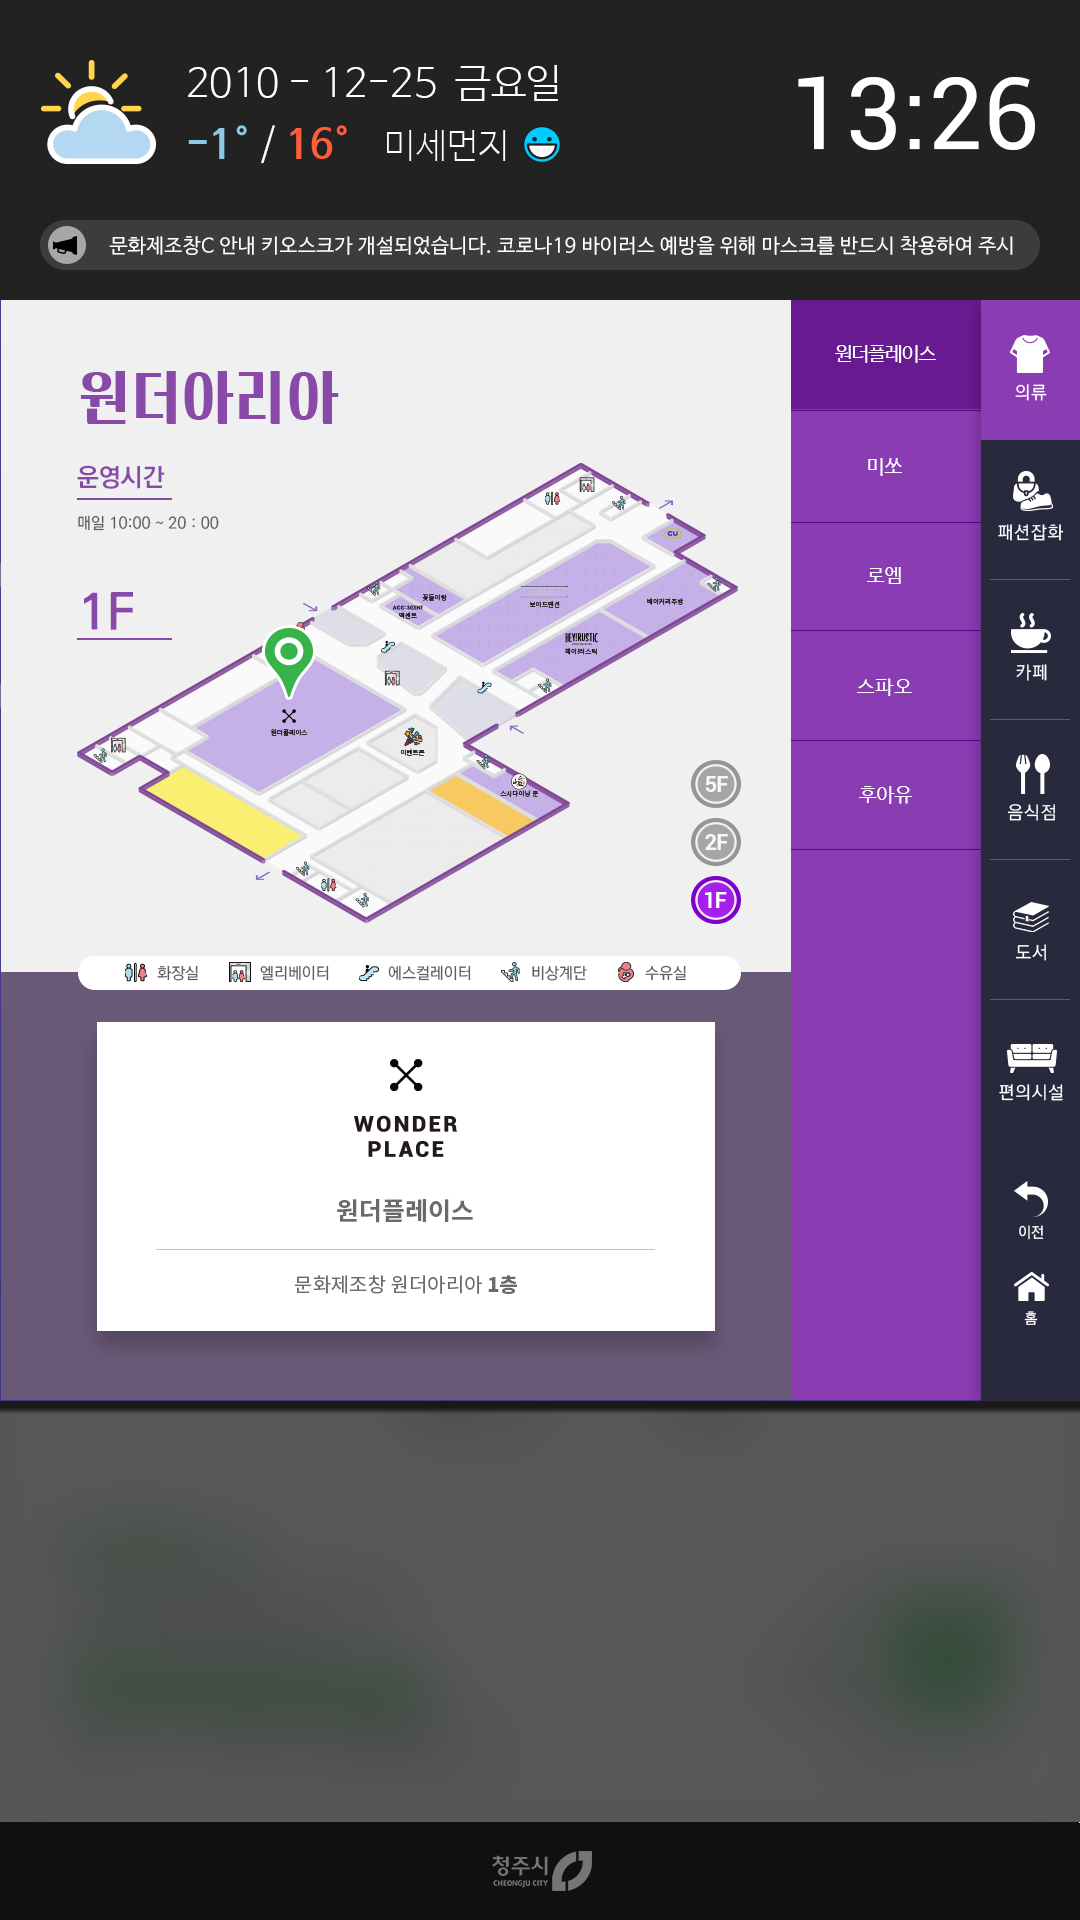 2010 - 12-25 금요일
-1° / 16° 미세먼지
13:26
문화제조창C 안내 키오스크가 개설되었습니다. 코로나19 바이러스 예방을 위해 마스크를 반드시 착용하여 주시
원더아리아
운영시간
매일 10:00 ~ 20 : 00
1F
CU
꽃들이랑
ACC:SCENT
액센트
보이드맨션
베이커리주방
HEY!RUSTIC
헤이!러스틱
원더플레이스
이벤트존
스시다이닝 쿤
5F
2F
1F
화장실 엘리베이터 에스컬레이터 비상계단 수유실
WONDER
PLACE
원더플레이스
문화제조창 원더아리아 1층
원더플레이스
미쏘
로엠
스파오
후아유
의류
패션잡화
카페
음식점
도서
편의시설
이전
홈
청주시
CHEONGJU CITY